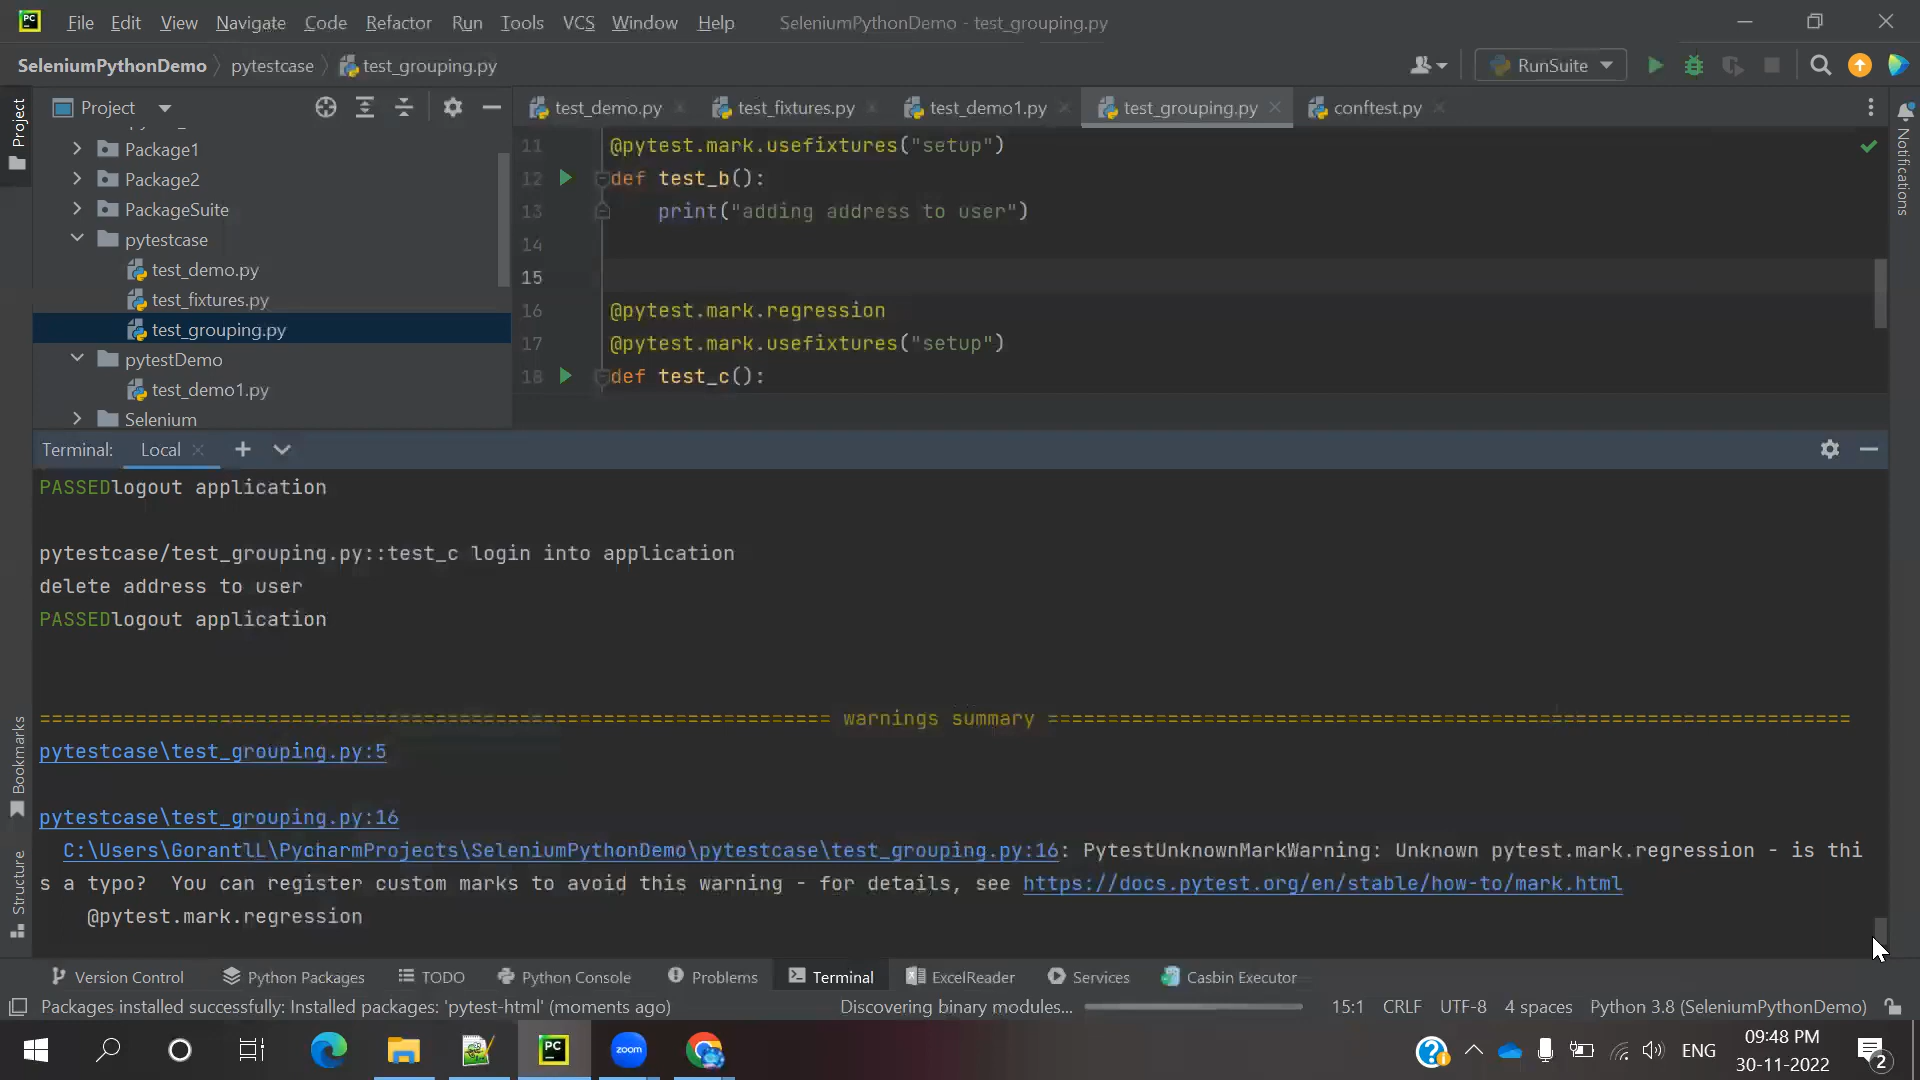 PC File Edit View Navigate Code Refactor Run Tools VCS Window Help SeleniumPythonDemo - test_grouping.py
SeleniumPythonDemo pytestcase test_grouping.py RunSuite
Project test_demo.py test_fixtures.py test_demo1.py test_grouping.py conftest.py
Project
Notifications
Package1
Package2
PackageSuite
pytestcase
test_demo.py
test_fixtures.py
test_grouping.py
pytestDemo
test_demo1.py
Selenium
11 @pytest.mark.usefixtures("setup")
12 def test_b():
13 print("adding address to user")
14
15
16 @pytest.mark.regression
17 @pytest.mark.usefixtures("setup")
18 def test_c():
Terminal: Local
PASSEDlogout application
pytestcase/test_grouping.py::test_c login into application
delete address to user
PASSEDlogout application
warnings summary
pytestcase\test_grouping.py:5
pytestcase\test_grouping.py:16
C:\Users\GorantlL\PycharmProjects\SeleniumPythonDemo\pytestcase\test_grouping.py:16: PytestUnknownMarkWarning: Unknown pytest.mark.regression - is thi
s a typo?  You can register custom marks to avoid this warning - for details, see https://docs.pytest.org/en/stable/how-to/mark.html
@pytest.mark.regression
Bookmarks
Structure
Version Control Python Packages TODO Python Console Problems Terminal ExcelReader Services Casbin Executor
Packages installed successfully: Installed packages: 'pytest-html' (moments ago) Discovering binary modules... 15:1 CRLF UTF-8 4 spaces Python 3.8 (SeleniumPythonDemo)
PC zoom ENG 09:48 PM
30-11-2022 2